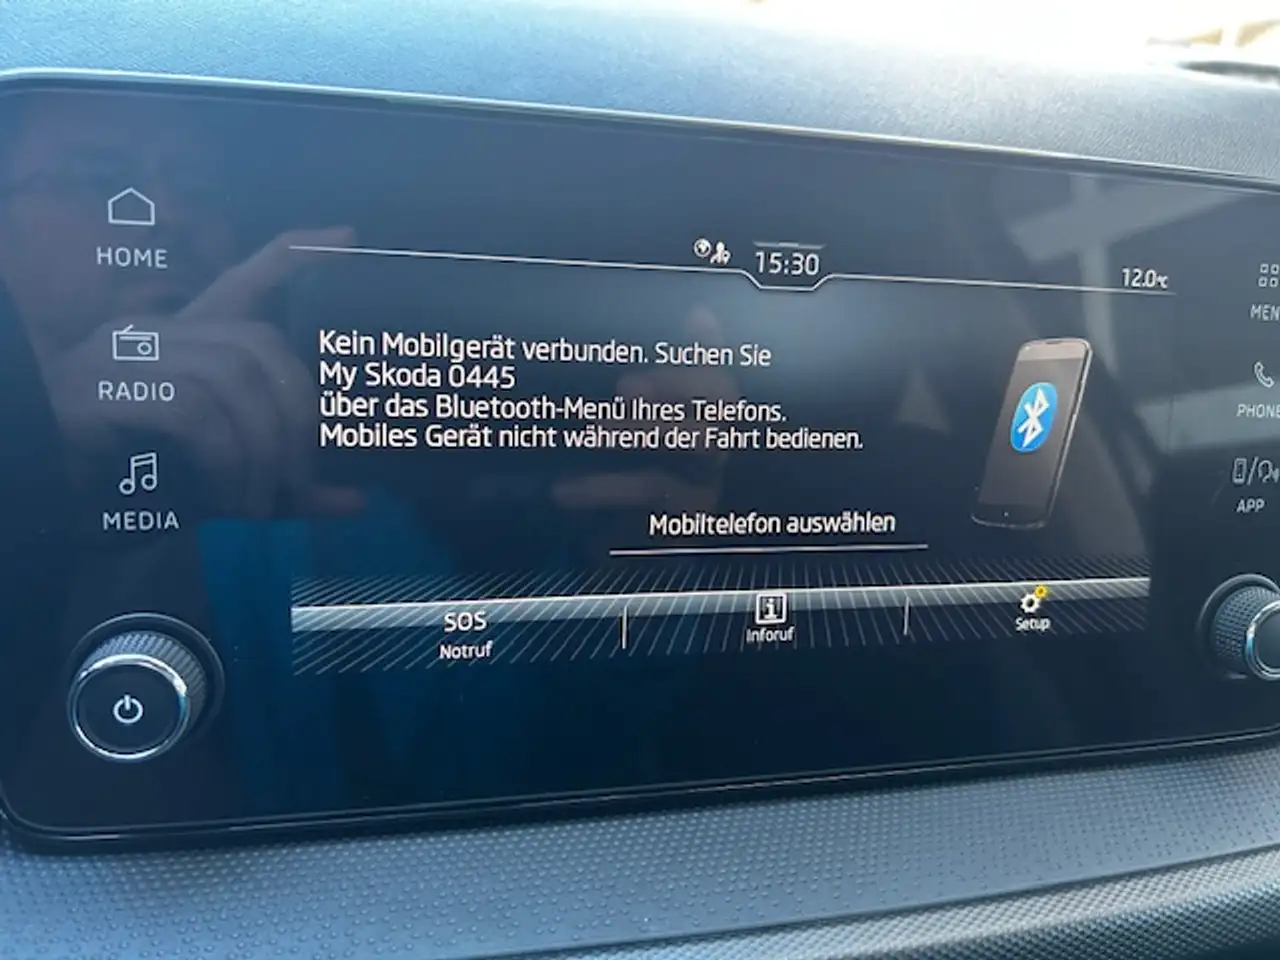 HOME
RADIO
MEDIA
15:30
12.0°C
Kein Mobilgerät verbunden. Suchen Sie
My Skoda 0445
über das Bluetooth-Menü Ihres Telefons.
Mobiles Gerät nicht während der Fahrt bedienen.
Mobiltelefon auswählen
SOS
Notruf
i
Inforuf
Setup
MEN
PHONE
APP